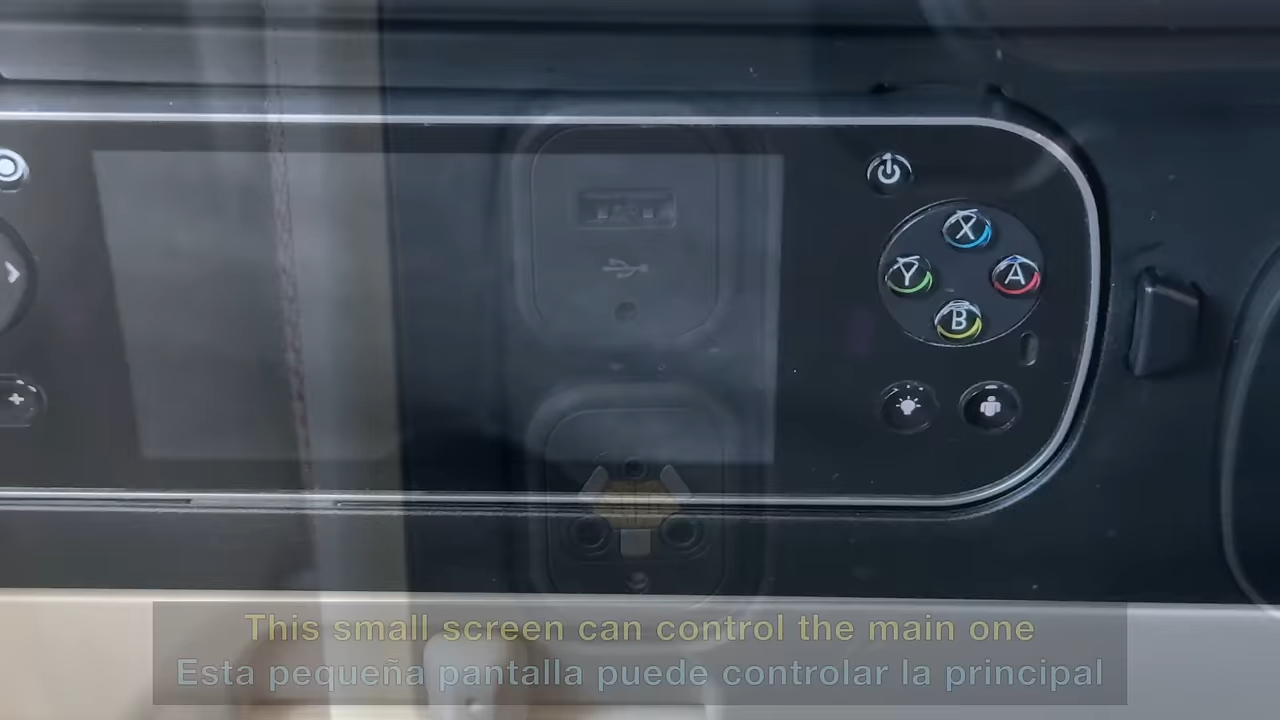 X
Y
A
B
This small screen can control the main one
Esta pequeña pantalla puede controlar la principal